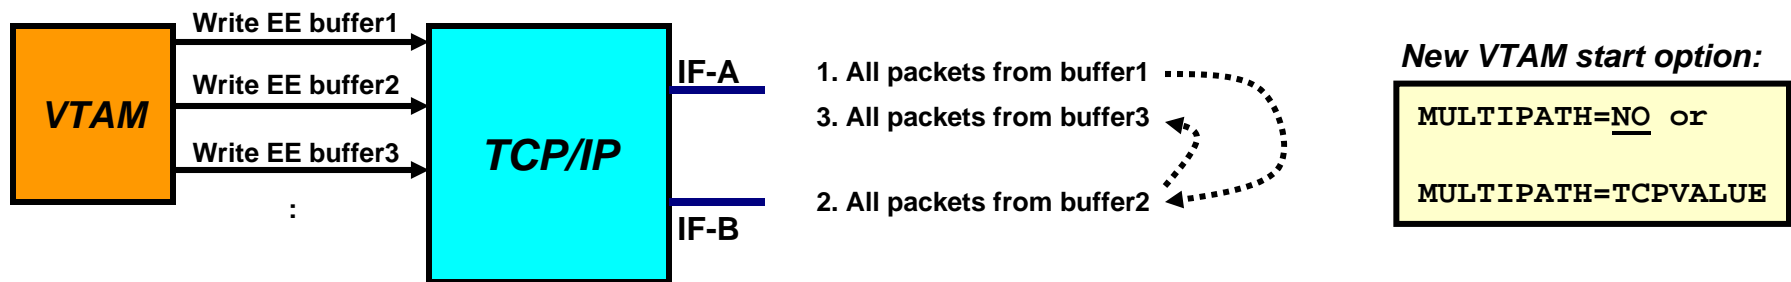 Write EE buffer1
Write EE buffer2
Write EE buffer3
:
VTAM
TCP/IP
IF-A
IF-B
1. All packets from buffer1
3. All packets from buffer3
2. All packets from buffer2
New VTAM start option:
MULTIPATH=NO or
MULTIPATH=TCPVALUE